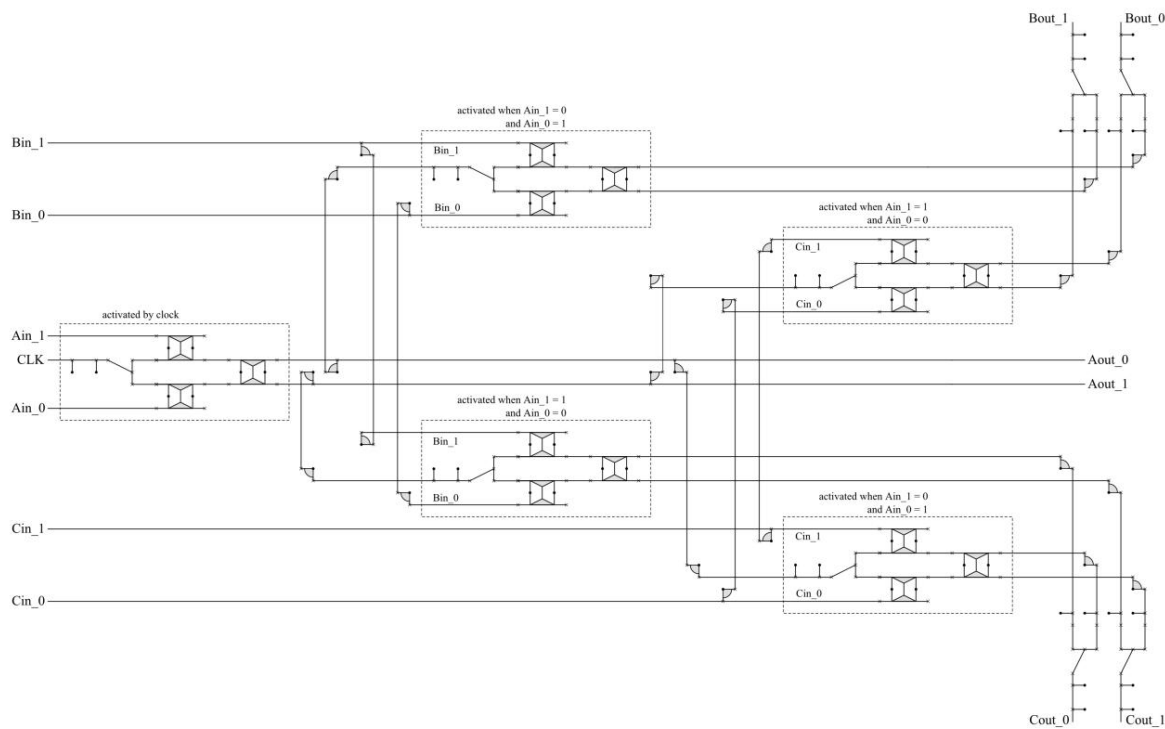 Bout_1 Bout_0
activated when Ain_1 = 0
and Ain_0 = 1
Bin_1
Bin_1
Bin_0
Bin_0
activated when Ain_1 = 1
and Ain_0 = 0
Cin_1
Cin_0
activated by clock
Ain_1
CLK
Ain_0
Aout_0
Aout_1
activated when Ain_1 = 1
and Ain_0 = 0
Bin_1
Bin_0
activated when Ain_1 = 0
and Ain_0 = 1
Cin_1
Cin_1
Cin_0
Cin_0
Cout_0 Cout_1